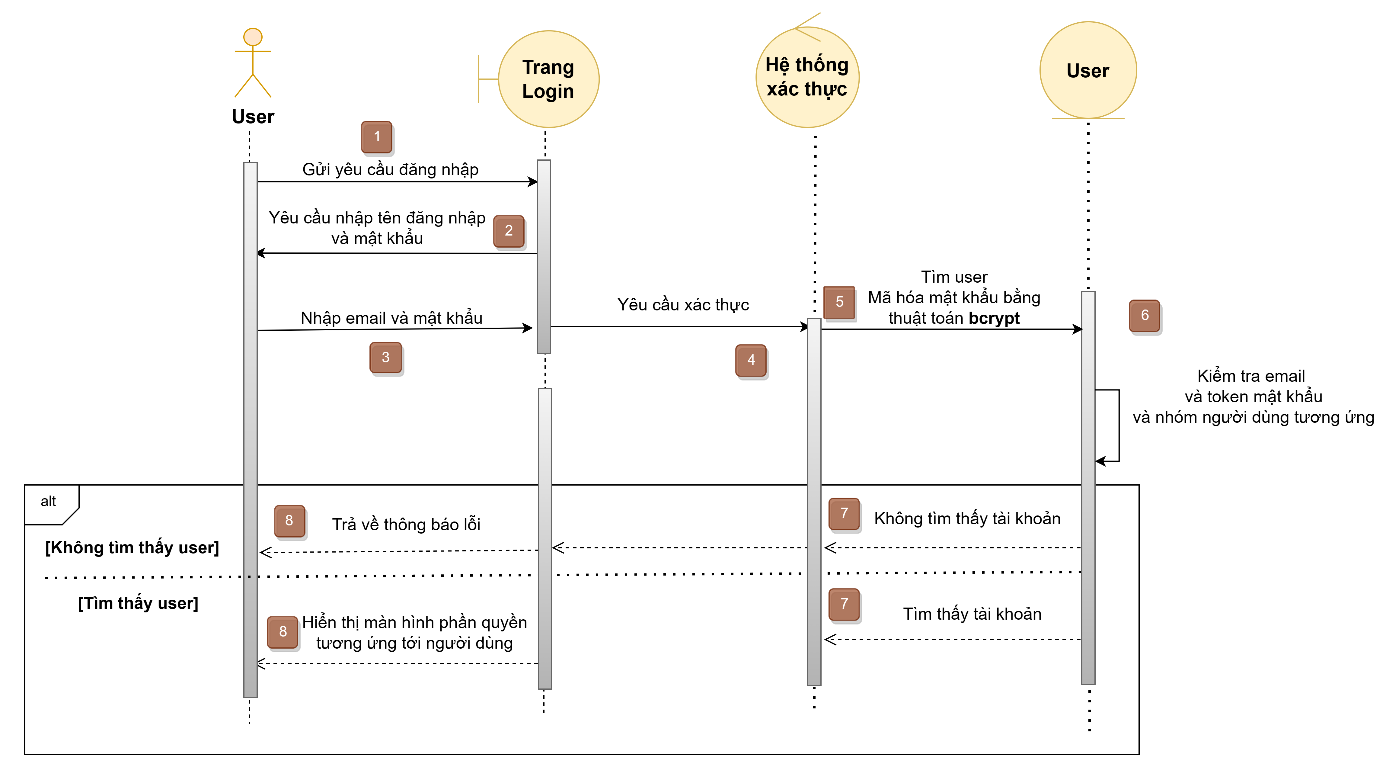 User
Trang
Login
Hệ thống
xác thực
User
1
Gửi yêu cầu đăng nhập
Yêu cầu nhập tên đăng nhập
và mật khẩu
2
Nhập email và mật khẩu
3
Yêu cầu xác thực
4
5
Tìm user
Mã hóa mật khẩu bằng
thuật toán bcrypt
6
Kiểm tra email
và token mật khẩu
và nhóm người dùng tương ứng
alt
[Không tìm thấy user]
8
Trả về thông báo lỗi
7
Không tìm thấy tài khoản
[Tìm thấy user]
8
Hiển thị màn hình phần quyền
tương ứng tới người dùng
7
Tìm thấy tài khoản